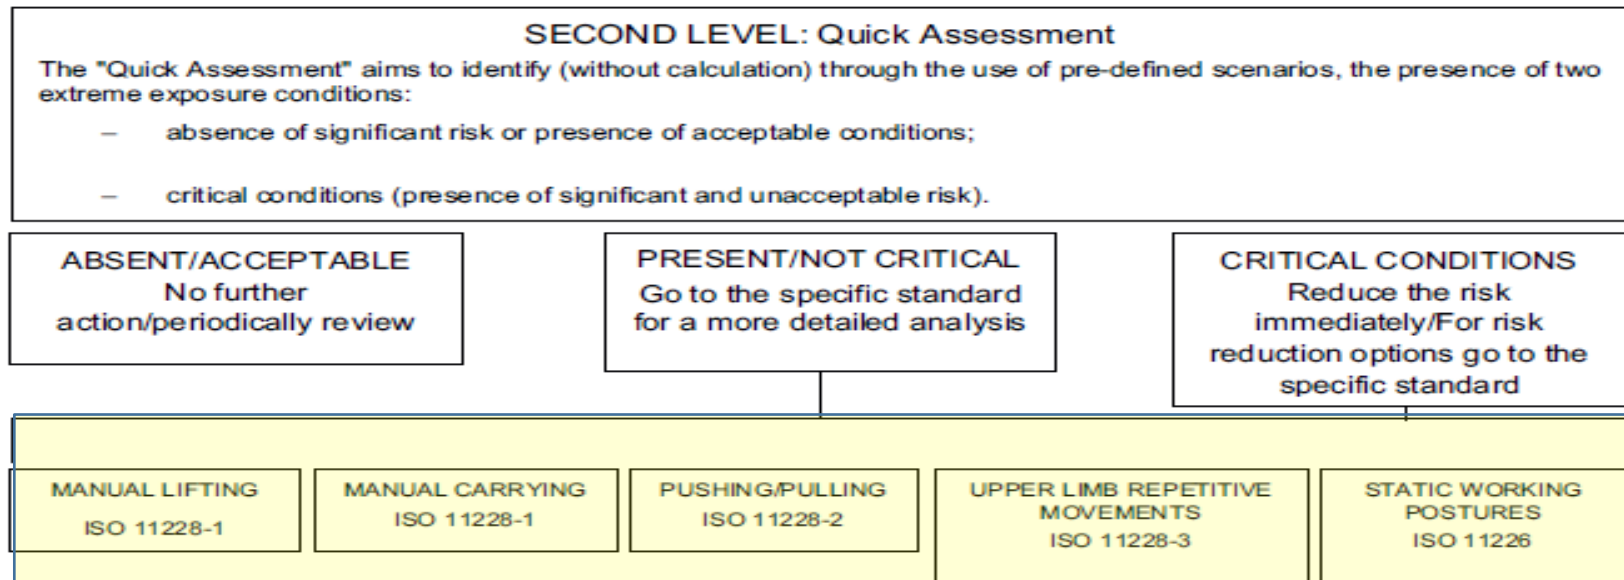 SECOND LEVEL: Quick Assessment
The "Quick Assessment" aims to identify (without calculation) through the use of pre-defined scenarios, the presence of two
extreme exposure conditions:
– absence of significant risk or presence of acceptable conditions;
– critical conditions (presence of significant and unacceptable risk).
ABSENT/ACCEPTABLE
No further
action/periodically review
PRESENT/NOT CRITICAL
Go to the specific standard
for a more detailed analysis
CRITICAL CONDITIONS
Reduce the risk
immediately/For risk
reduction options go to the
specific standard
MANUAL LIFTING
ISO 11228-1
MANUAL CARRYING
ISO 11228-1
PUSHING/PULLING
ISO 11228-2
UPPER LIMB REPETITIVE
MOVEMENTS
ISO 11228-3
STATIC WORKING
POSTURES
ISO 11226